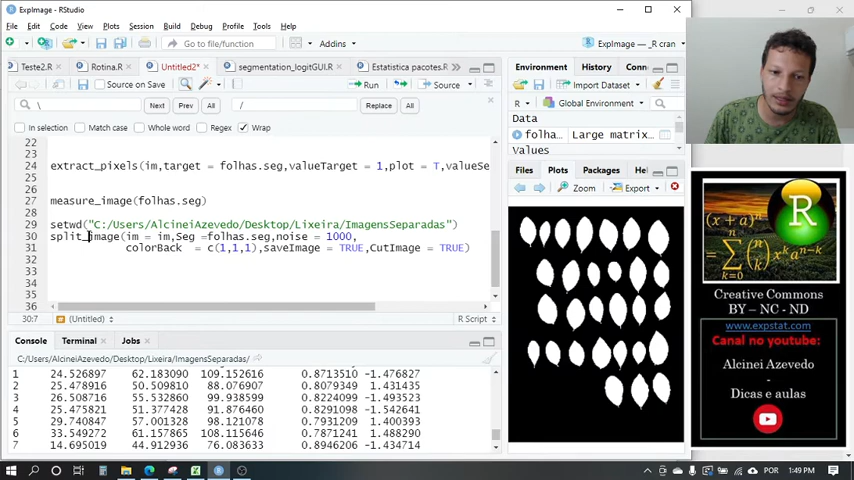 ExpImage - RStudio
File Edit Code View Plots Session Build Debug Profile Tools Help
Go to file/function
Addins
ExpImage — _R cran
Teste2.R
Rotina.R
Untitled2*
segmentation_logitGUI.R
Estatistica pacotes.R
Source on Save
Run
Source
\
Next
Prev
All
/
Replace
All
In selection
Match case
Whole word
Regex
Wrap
22
23
24 extract_pixels(im,target = folhas.seg,valueTarget = 1,plot = T,valueSe
25
26
27 measure_image(folhas.seg)
28
29 setwd("C:/Users/AlcineiAzevedo/Desktop/Lixeira/ImagensSeparadas")
30 split_image(im = im,Seg =folhas.seg,noise = 1000,
31 colorBack = c(1,1,1),saveImage = TRUE,CutImage = TRUE)
32
33
34
35
36
30:7 (Untitled)
R Script
Console Terminal Jobs
C:/Users/AlcineiAzevedo/Desktop/Lixeira/ImagensSeparadas/
1 24.526897 62.183090 109.152616 0.8713510 -1.476827
2 25.478916 50.509810 88.076907 0.8079349 1.431435
3 26.508716 55.532380 99.938599 0.8224009 -1.493523
4 25.475821 51.377428 91.876460 0.8291098 -1.542641
5 29.740847 57.001328 98.121078 0.7931209 1.400393
6 33.549272 61.157865 108.115646 0.7871241 1.488290
7 14.695019 44.912936 76.083633 0.8946206 -1.434714
Environment History
Import Dataset
R Global Environment
Data
folha… Large matrix…
Values
Files Plots Packages
Zoom Export
R
(x + a)n
Creative Commons
BY – NC - ND
www.expstat.com
Canal no youtube:
Alcinei Azevedo
-
Dicas e aulas
POR 1:49 PM